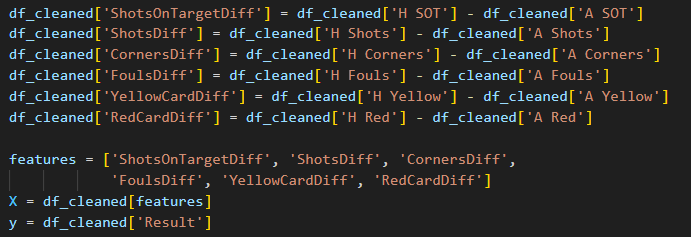 df_cleaned['ShotsOnTargetDiff'] = df_cleaned['H SOT'] - df_cleaned['A SOT']
df_cleaned['ShotsDiff'] = df_cleaned['H Shots'] - df_cleaned['A Shots']
df_cleaned['CornersDiff'] = df_cleaned['H Corners'] - df_cleaned['A Corners']
df_cleaned['FoulsDiff'] = df_cleaned['H Fouls'] - df_cleaned['A Fouls']
df_cleaned['YellowCardDiff'] = df_cleaned['H Yellow'] - df_cleaned['A Yellow']
df_cleaned['RedCardDiff'] = df_cleaned['H Red'] - df_cleaned['A Red']

features = ['ShotsOnTargetDiff', 'ShotsDiff', 'CornersDiff',
            'FoulsDiff', 'YellowCardDiff', 'RedCardDiff']
X = df_cleaned[features]
y = df_cleaned['Result']